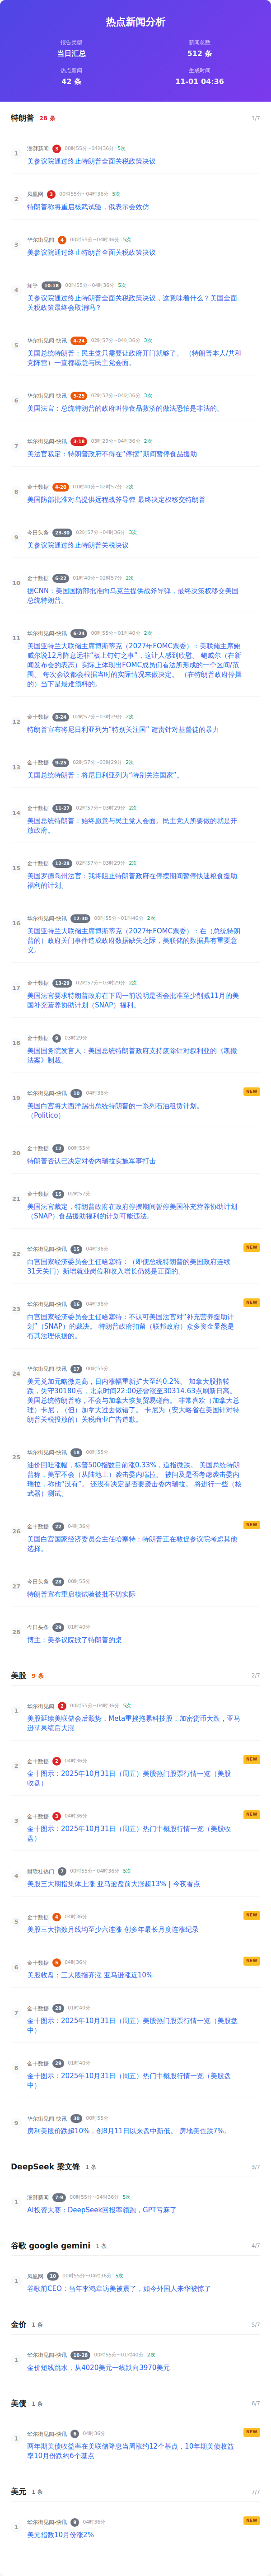 热点新闻分析
报告类型
当日汇总
新闻总数
512 条
热点新闻
42 条
生成时间
11-01 04:36
特朗普 28 条 1/7
1
澎湃新闻 3 00时55分~04时36分 5次
美参议院通过终止特朗普全面关税政策决议
2
凤凰网 3 00时55分~04时36分 5次
特朗普称将重启核武试验，俄表示会效仿
3
华尔街见闻 4 00时55分~04时36分 5次
美参议院通过终止特朗普全面关税政策决议
4
知乎 10-18 00时55分~04时36分 5次
美参议院通过终止特朗普全面关税政策决议，这意味着什么？美国全面
关税政策最终会取消吗？
5
华尔街见闻-快讯 4-24 02时57分~04时36分 3次
美国总统特朗普：民主党只需要让政府开门就够了。 （特朗普本人/共和
党阵营）一直都愿意与民主党会面。
6
华尔街见闻-快讯 5-25 02时57分~04时36分 3次
美国法官：总统特朗普的政府叫停食品救济的做法恐怕是非法的。
7
华尔街见闻-快讯 3-18 03时29分~04时36分 2次
美法官裁定：特朗普政府不得在“停摆”期间暂停食品援助
8
金十数据 4-20 01时40分~02时57分 2次
美国防部批准对乌提供远程战斧导弹 最终决定权移交特朗普
9
今日头条 23-30 02时57分~04时36分 3次
美参议院通过终止特朗普关税决议
10
金十数据 6-22 01时40分~02时57分 2次
据CNN：美国国防部批准向乌克兰提供战斧导弹，最终决策权移交美国
总统特朗普。
11
华尔街见闻-快讯 6-24 00时55分~01时40分 2次
美国亚特兰大联储主席博斯蒂克（2027年FOMC票委）：美联储主席鲍
威尔说12月降息远非“板上钉钉之事”，这让人感到欣慰。 鲍威尔（在新
闻发布会的表态）实际上体现出FOMC成员们看法所形成的一个区间/范
围。 每次会议都会根据当时的实际情况来做决定。 （在特朗普政府停摆
的）当下是最难预料的。
12
金十数据 8-24 02时57分~03时29分 2次
特朗普宣布将尼日利亚列为“特别关注国” 谴责针对基督徒的暴力
13
金十数据 9-25 02时57分~03时29分 2次
美国总统特朗普：将尼日利亚列为“特别关注国家”。
14
金十数据 11-27 02时57分~03时29分 2次
美国总统特朗普：始终愿意与民主党人会面。民主党人所要做的就是开
放政府。
15
金十数据 12-28 02时57分~03时29分 2次
美国罗德岛州法官：我将阻止特朗普政府在停摆期间暂停快速粮食援助
福利的计划。
16
华尔街见闻-快讯 12-30 00时55分~01时40分 2次
美国亚特兰大联储主席博斯蒂克（2027年FOMC票委）：在（总统特朗
普的）政府关门事件造成政府数据缺失之际，美联储的数据具有重要意
义。
17
金十数据 13-29 02时57分~03时29分 2次
美国法官要求特朗普政府在下周一前说明是否会批准至少削减11月的美
国补充营养协助计划（SNAP）福利。
18
金十数据 9 03时29分
美国国务院发言人：美国总统特朗普政府支持废除针对叙利亚的《凯撒
法案》制裁。
19
华尔街见闻-快讯 10 04时36分 NEW
美国白宫将大西洋踢出总统特朗普的一系列石油租赁计划。
（Politico）
20
金十数据 12 00时55分
特朗普否认已决定对委内瑞拉实施军事打击
21
金十数据 15 02时57分
美国法官裁定，特朗普政府在政府停摆期间暂停美国补充营养协助计划
（SNAP）食品援助福利的计划可能违法。
22
华尔街见闻-快讯 15 04时36分 NEW
白宫国家经济委员会主任哈塞特：（即便总统特朗普的美国政府连续
31天关门）新增就业岗位和收入增长仍然是正面的。
23
华尔街见闻-快讯 16 04时36分 NEW
白宫国家经济委员会主任哈塞特：不认可美国法官对“补充营养援助计
划”（SNAP）的裁决。 特朗普政府扣留（联邦政府）众多资金显然是
有其法理依据的。
24
华尔街见闻-快讯 17 00时55分
美元兑加元略微走高，日内涨幅重新扩大至约0.2%。 加拿大股指转
跌，失守30180点，北京时间22:00还曾涨至30314.63点刷新日高。
美国总统特朗普称，不会与加拿大恢复贸易磋商。 非常喜欢（加拿大总
理）卡尼，（但）加拿大过去做错了。 卡尼为（安大略省在美国针对特
朗普关税投放的）关税商业广告道歉。
25
华尔街见闻-快讯 18 00时55分
油价回吐涨幅，标普500指数目前涨0.33%，道指微跌。 美国总统特朗
普称，美军不会（从陆地上）袭击委内瑞拉。 被问及是否考虑袭击委内
瑞拉，称他“没有”。 还没有决定是否要袭击委内瑞拉。 将进行一些（核
武器）测试。
26
金十数据 22 04时36分 NEW
美国白宫国家经济委员会主任哈塞特：特朗普正在敦促参议院考虑其他
选择。
27
今日头条 28 00时55分
特朗普宣布重启核试验被批不切实际
28
今日头条 29 01时40分
博主：美参议院掀了特朗普的桌
美股 9 条 2/7
1
华尔街见闻 2 00时55分~04时36分 5次
美股延续美联储会后颓势，Meta重挫拖累科技股，加密货币大跌，亚马
逊苹果绩后大涨
2
金十数据 2 04时36分 NEW
金十图示：2025年10月31日（周五）美股热门股票行情一览（美股
收盘）
3
金十数据 3 04时36分 NEW
金十图示：2025年10月31日（周五）热门中概股行情一览（美股收
盘）
4
财联社热门 7 00时55分~04时36分 5次
美股三大期指集体上涨 亚马逊盘前大涨超13% | 今夜看点
5
金十数据 4 04时36分 NEW
美股三大指数月线均至少六连涨 创多年最长月度连涨纪录
6
金十数据 5 04时36分 NEW
美股收盘：三大股指齐涨 亚马逊涨近10%
7
金十数据 28 01时40分
金十图示：2025年10月31日（周五）美股热门股票行情一览（美股盘
中）
8
金十数据 29 01时40分
金十图示：2025年10月31日（周五）热门中概股行情一览（美股盘
中）
9
华尔街见闻-快讯 30 00时55分
房利美股价跌超10%，创8月11日以来盘中新低。 房地美也跌7%。
DeepSeek 梁文锋 1 条 3/7
1
澎湃新闻 7-9 00时55分~04时36分 5次
AI投资大赛：DeepSeek回报率领跑，GPT亏麻了
谷歌 google gemini 1 条 4/7
1
凤凰网 10 00时55分~04时36分 5次
谷歌前CEO：当年李鸿章访美被震了，如今外国人来华被惊了
金价 1 条 5/7
1
华尔街见闻-快讯 10-28 00时55分~01时40分 2次
金价短线跳水，从4020美元一线跌向3970美元
美债 1 条 6/7
1
华尔街见闻-快讯 6 04时36分 NEW
两年期美债收益率在美联储降息当周涨约12个基点，10年期美债收益
率10月份跌约6个基点
美元 1 条 7/7
1
华尔街见闻-快讯 9 04时36分 NEW
美元指数10月份涨2%